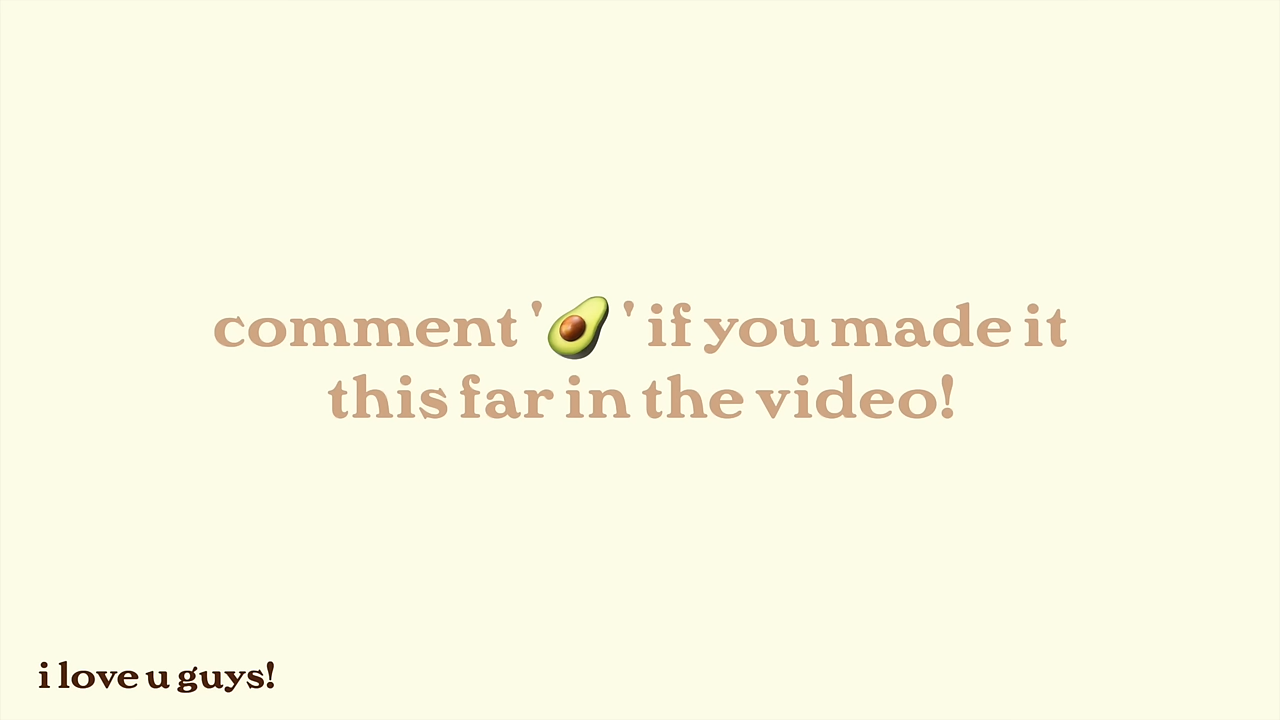 comment '🥑' if you made it
this far in the video!
i love u guys!